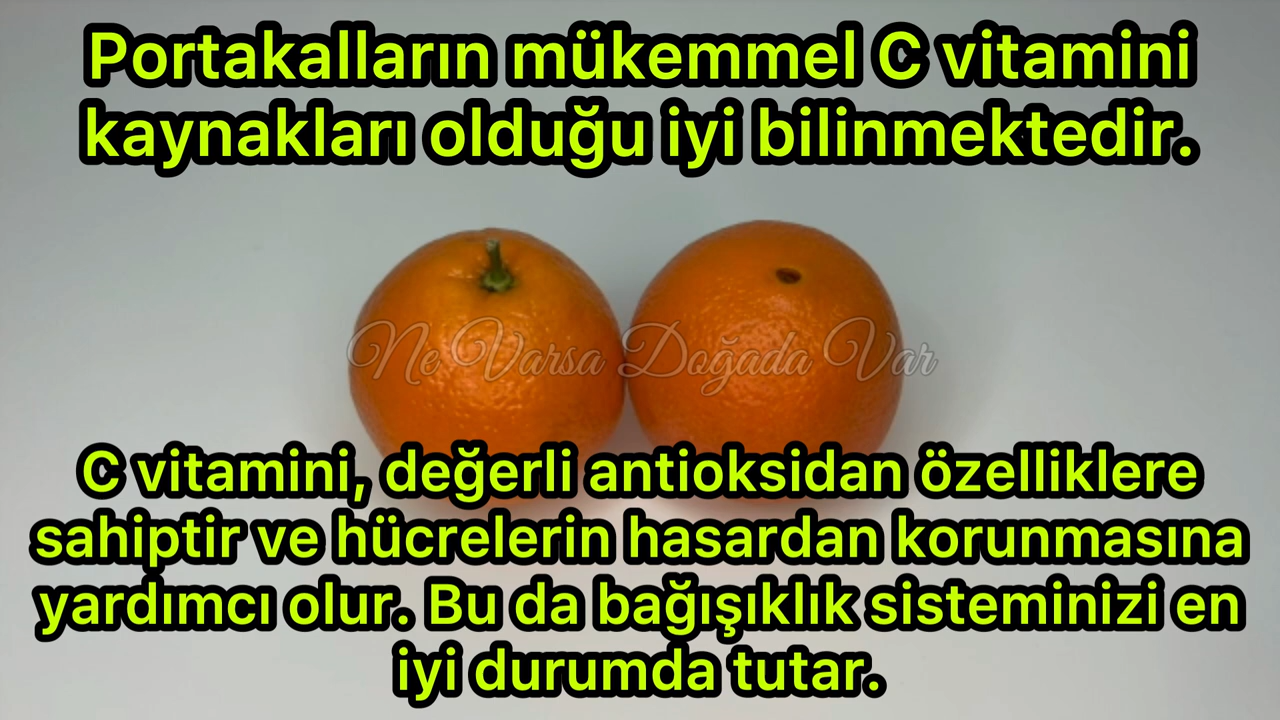 Portakalların mükemmel C vitamini
kaynakları olduğu iyi bilinmektedir.
Ne Varsa Doğada Var
C vitamini, değerli antioksidan özelliklere
sahiptir ve hücrelerin hasardan korunmasına
yardımcı olur. Bu da bağışıklık sisteminizi en
iyi durumda tutar.